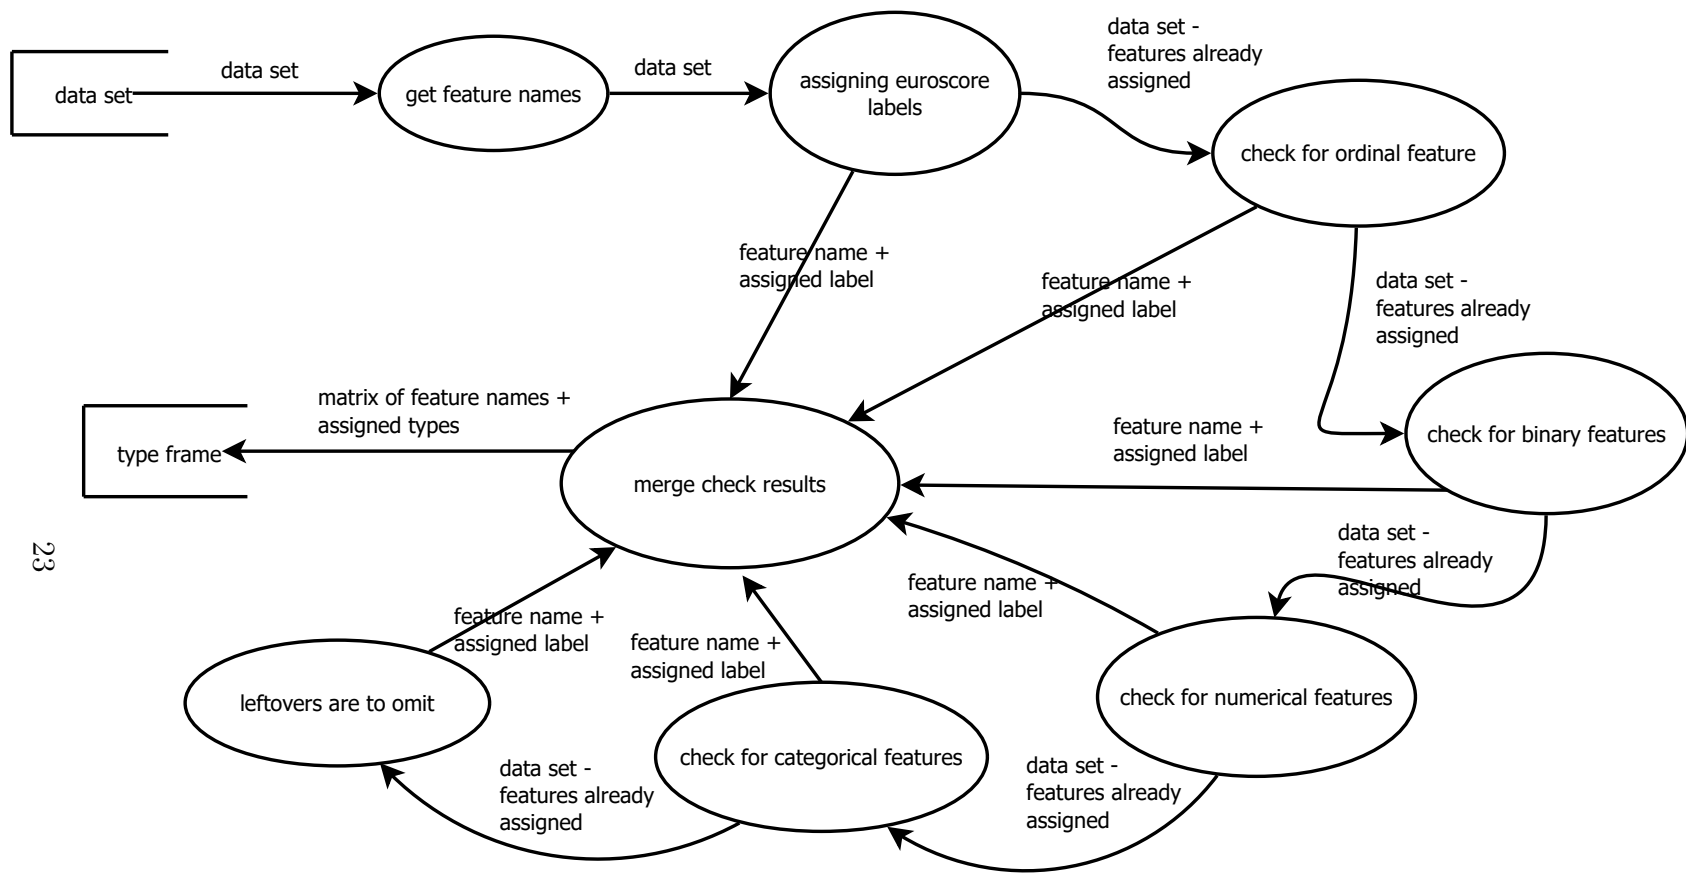 data set
data set
get feature names
data set
assigning euroscore
labels
data set -
features already
assigned
check for ordinal feature
feature name +
assigned label
feature name +
assigned label
data set -
features already
assigned
matrix of feature names +
assigned types
type frame
merge check results
feature name +
assigned label
check for binary features
data set -
features already
assigned
23
feature name +
assigned label
feature name +
assigned label
feature name +
assigned label
leftovers are to omit
check for categorical features
check for numerical features
data set -
features already
assigned
data set -
features already
assigned